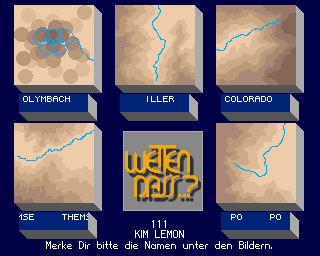 OLYMBACH
ILLER
COLORADO
MSE THEMS
WETTEN DASS..?
PO PO
111
KIM LEMON
Merke Dir bitte die Namen unter den Bildern.